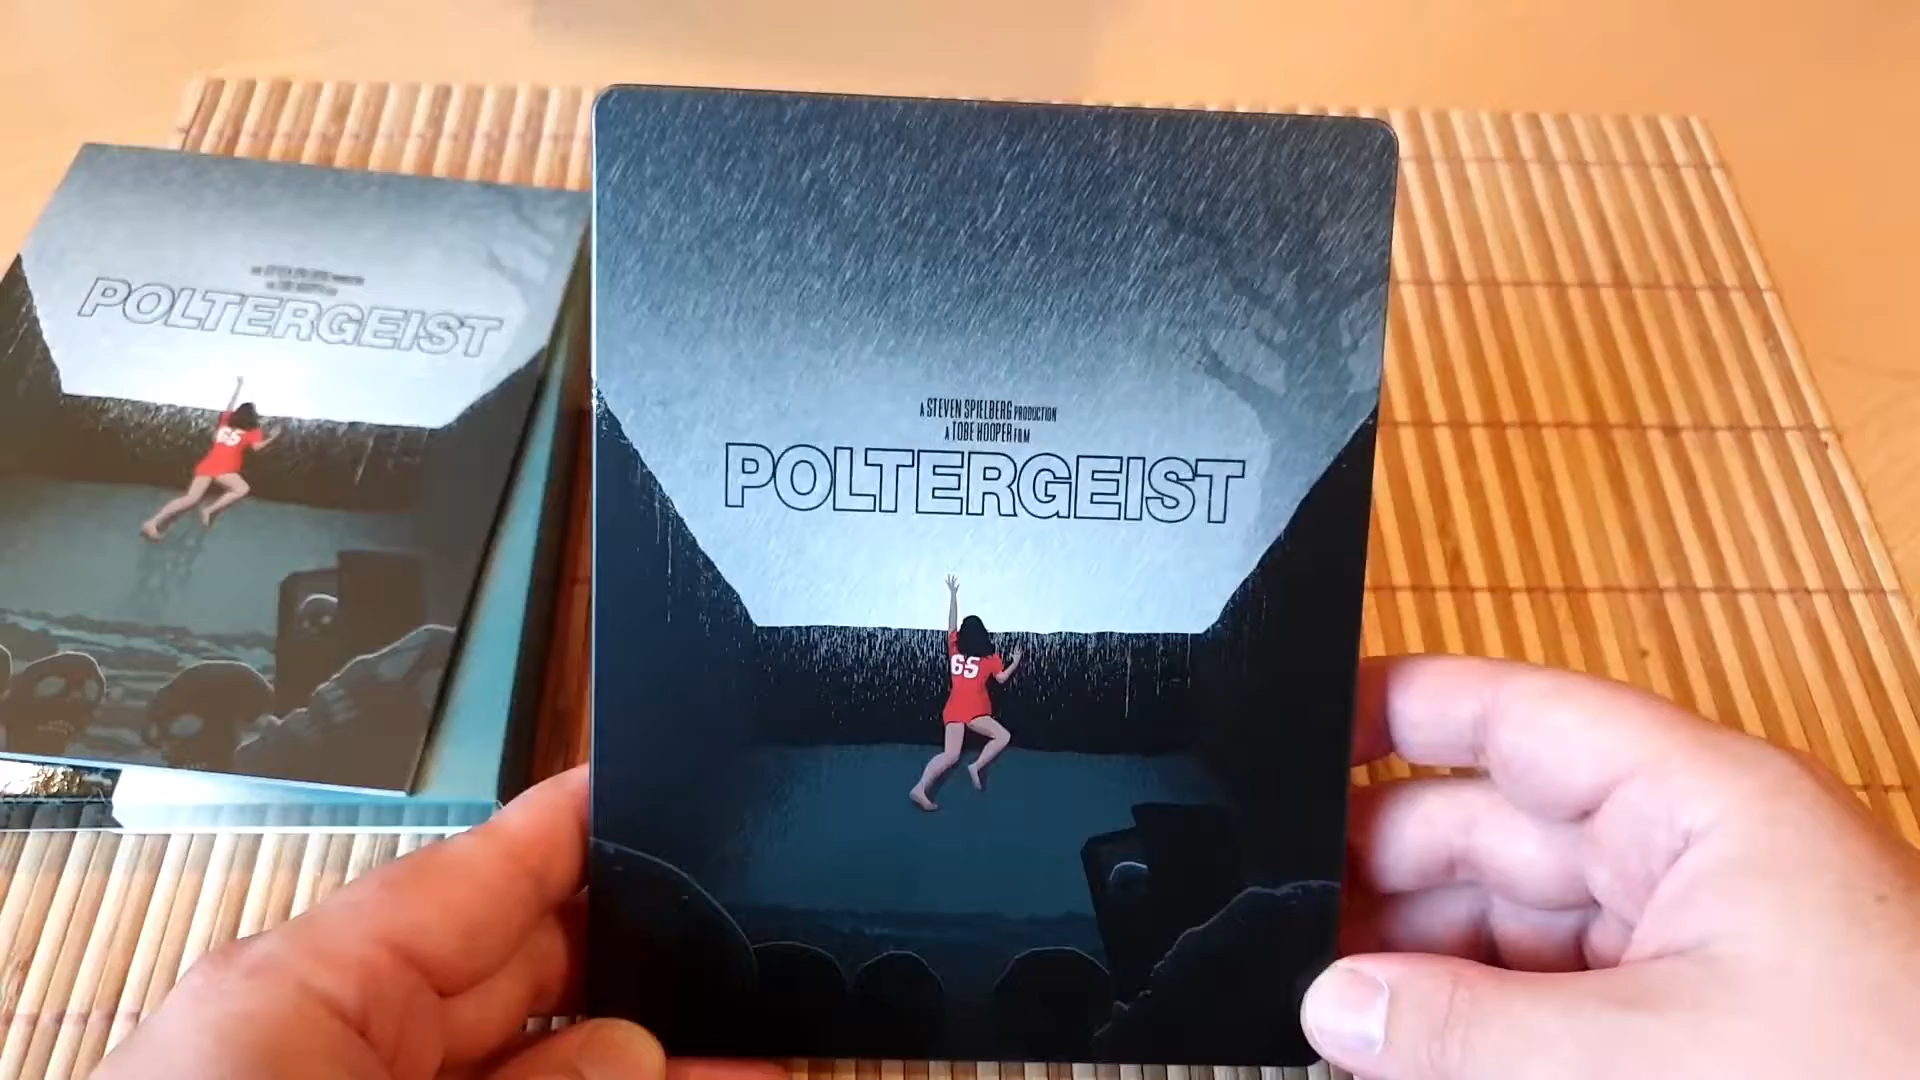 POLTERGEIST
65
A STEVEN SPIELBERG PRODUCTION
A TOBE HOOPER FILM
POLTERGEIST
65